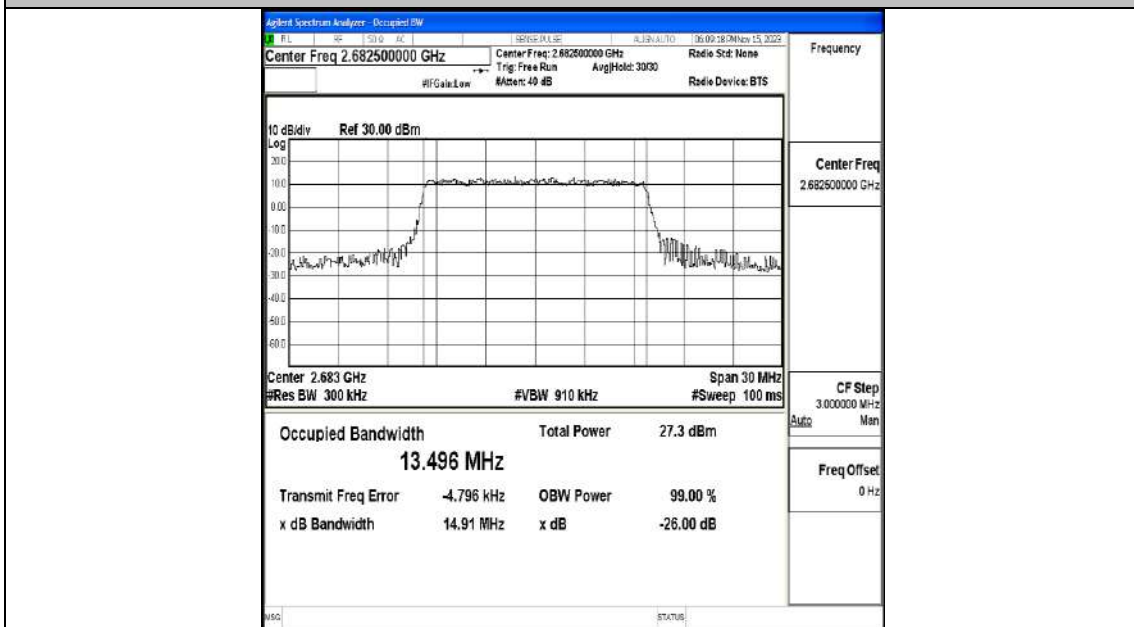 Agilent Spectrum Analyzer - Occupied BW
RL RF 50 Ω AC SENSE:PULSE ALIGN AUTO 06:09:18 PM Nov 15, 2023
Center Freq 2.682500000 GHz
Center Freq: 2.682500000 GHz
Radio Std: None
Trig: Free Run Avg|Hold: 30/30
#IFGain:Low #Atten: 40 dB Radio Device: BTS
Frequency
10 dB/div Ref 30.00 dBm
Log
20.0
10.0
0.00
-10.0
-20.0
-30.0
-40.0
-50.0
-60.0
Center 2.683 GHz Span 30 MHz
#Res BW 300 kHz #VBW 910 kHz #Sweep 100 ms
Occupied Bandwidth Total Power 27.3 dBm
13.496 MHz
Transmit Freq Error -4.796 kHz OBW Power 99.00 %
x dB Bandwidth 14.91 MHz x dB -26.00 dB
Center Freq
2.682500000 GHz
CF Step
3.000000 MHz
Auto Man
Freq Offset
0 Hz
MSG STATUS